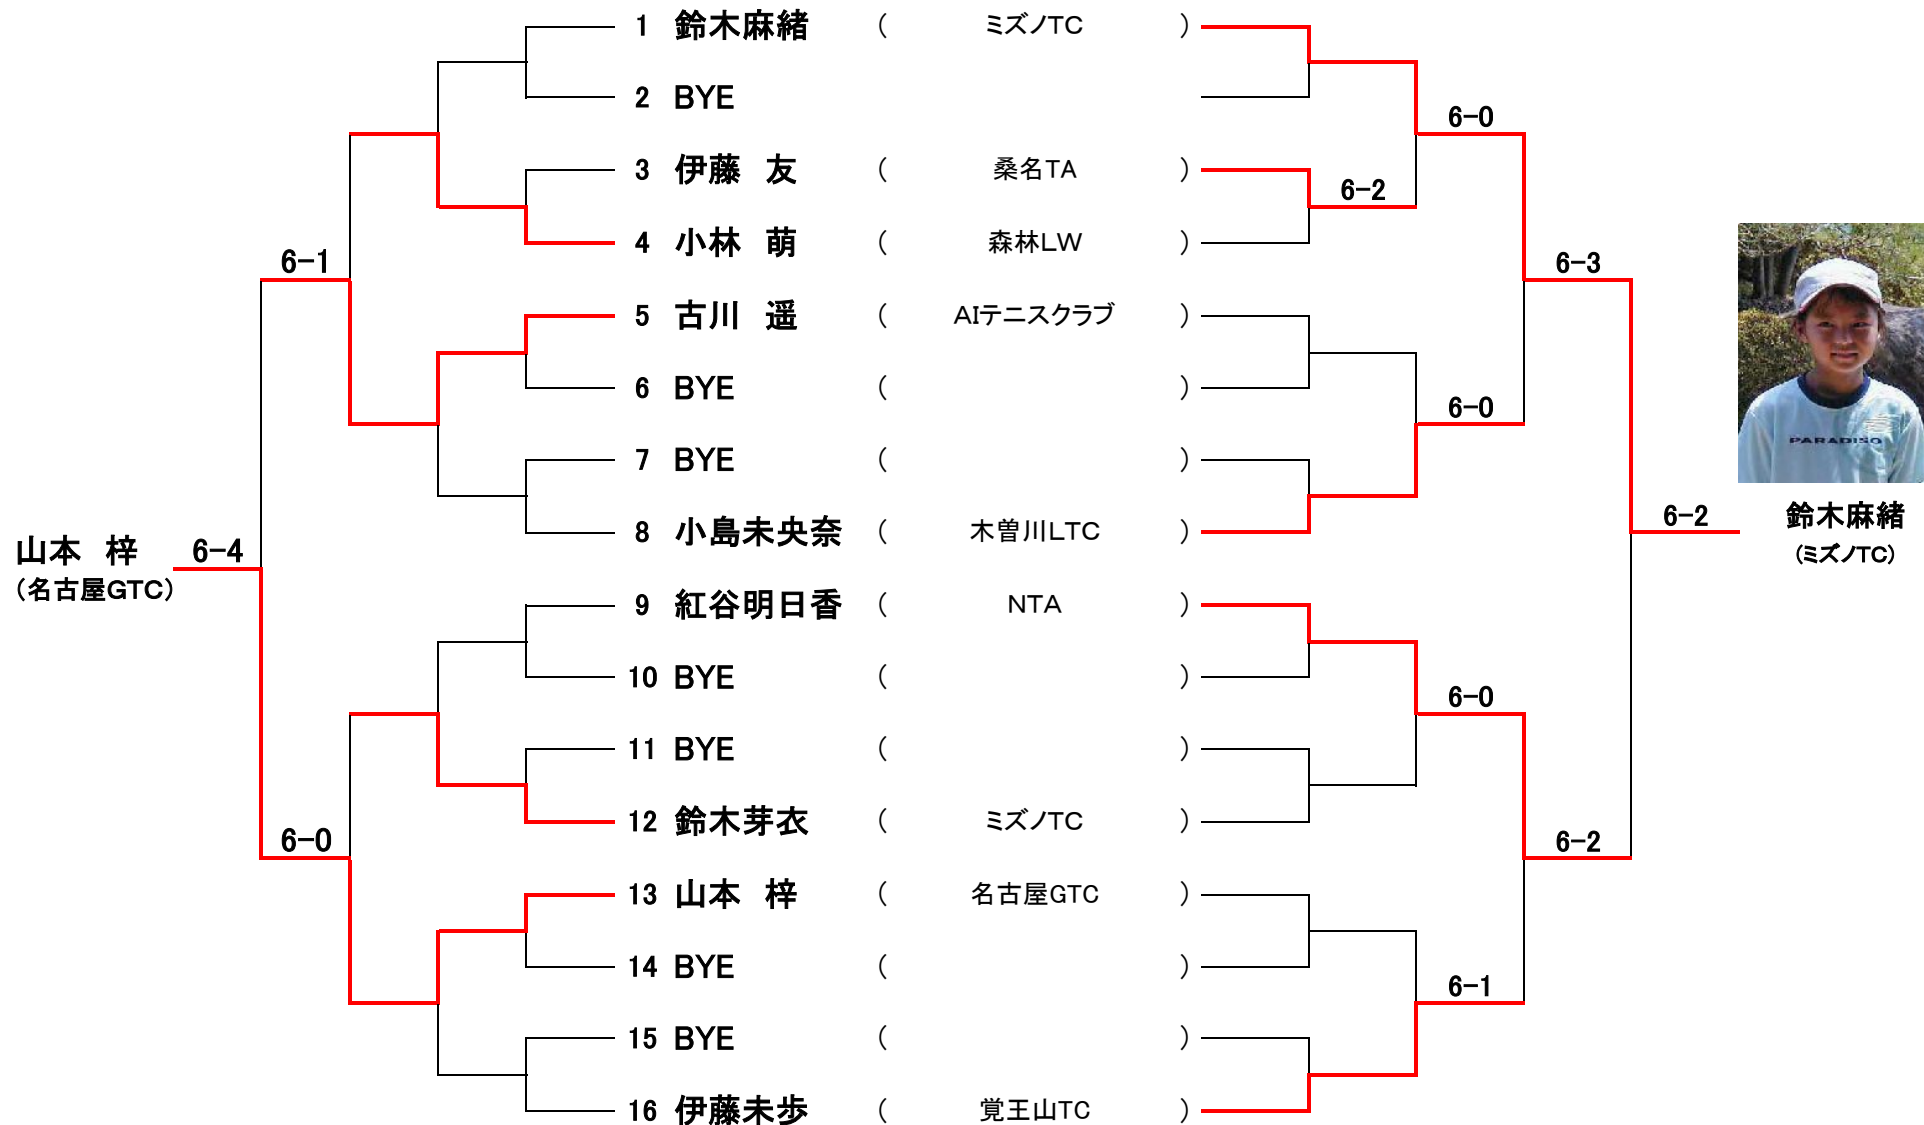 1 鈴木麻緒 ( ミズノTC )
6-0
2 BYE
3 伊藤 友 ( 桑名TA )
6-2
4 小林 萌 ( 森林LW )
6-1
6-3
5 古川 遥 ( AIテニスクラブ )
6 BYE ( )
6-0
7 BYE ( )
PARADISO
8 小島未央奈 ( 木曽川LTC )
6-2
鈴木麻緒
(ミズノTC)
山本 梓
(名古屋GTC)
6-4
9 紅谷明日香 ( NTA )
10 BYE ( )
6-0
11 BYE ( )
12 鈴木芽衣 ( ミズノTC )
6-0
6-2
13 山本 梓 ( 名古屋GTC )
14 BYE ( )
6-1
15 BYE ( )
16 伊藤未歩 ( 覚王山TC )